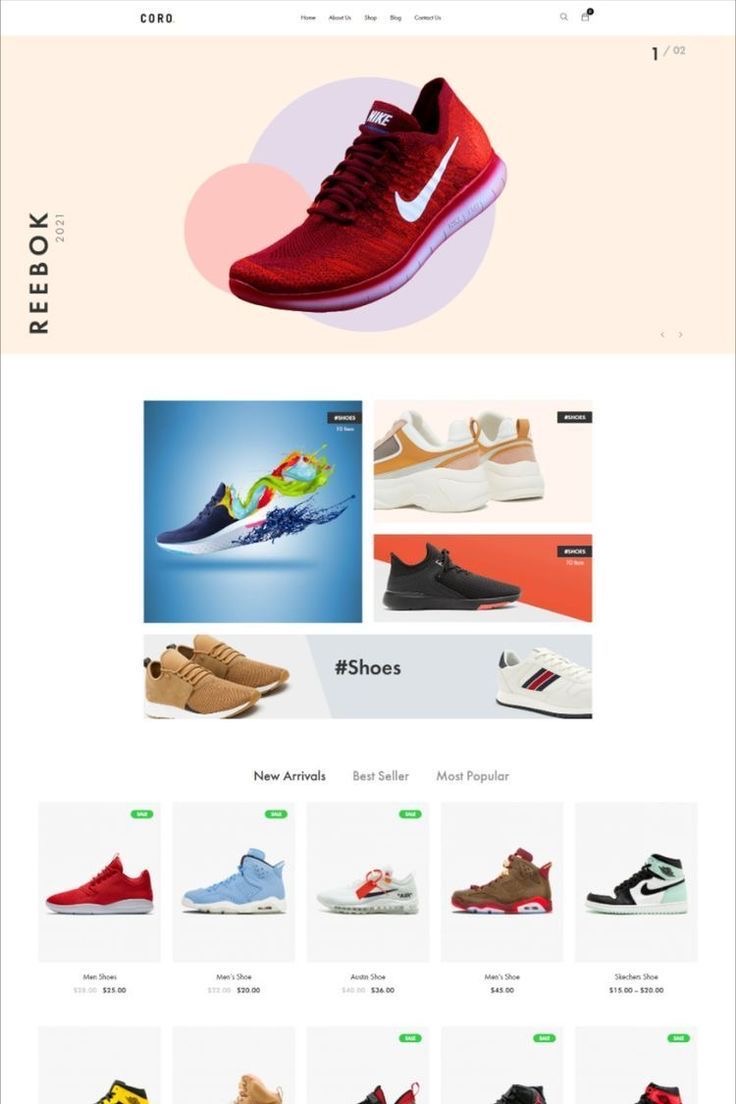 CORO.
Home About Us Shop Blog Contact Us
0
1 / 02
NIKE
REEBOK
2021
#SHOES
10 Item
#SHOES
#SHOES
10 Item
#Shoes
New Arrivals Best Seller Most Popular
SALE SALE SALE
Men Shoes Men's Shoe Austin Shoe Men's Shoe Skechers Shoe
$28.00 $25.00 $22.00 $20.00 $40.00 $36.00 $45.00 $15.00 – $20.00
SALE SALE SALE